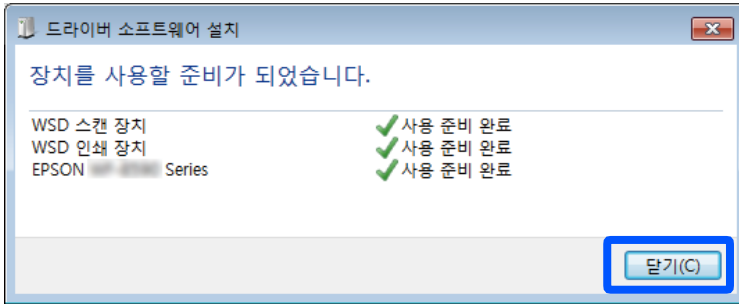 드라이버 소프트웨어 설치
장치를 사용할 준비가 되었습니다.
WSD 스캔 장치 사용 준비 완료
WSD 인쇄 장치 사용 준비 완료
EPSON Series 사용 준비 완료
닫기(C)